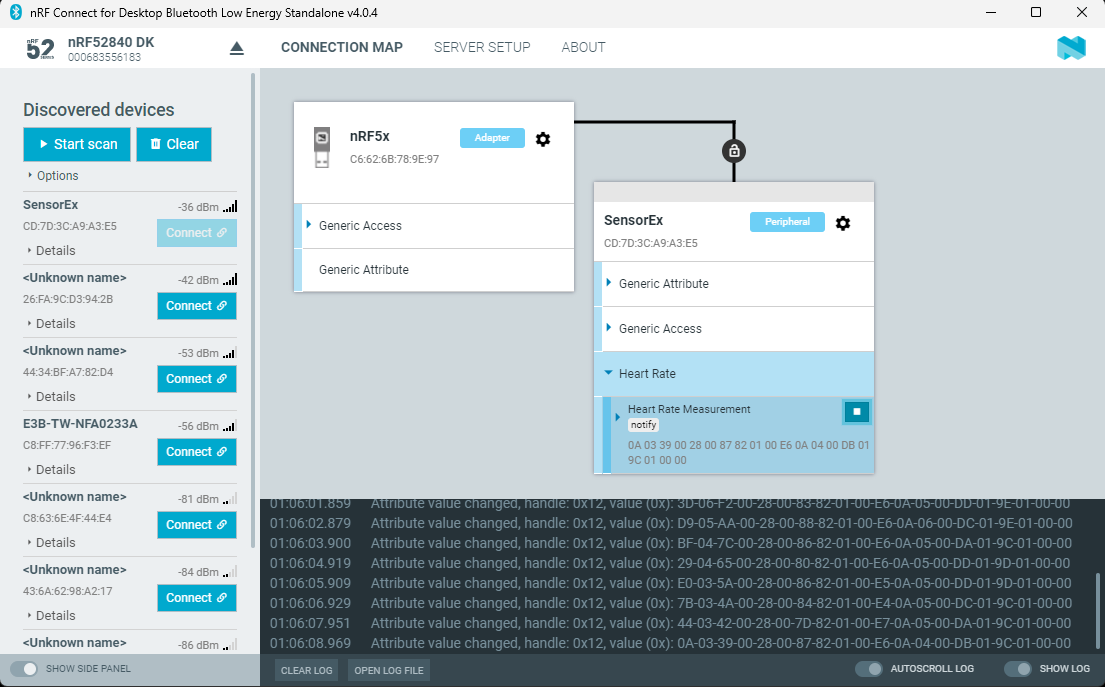 nRF Connect for Desktop Bluetooth Low Energy Standalone v4.0.4
nRF
52
series
nRF52840 DK
000683556183
CONNECTION MAP
SERVER SETUP
ABOUT
Discovered devices
Start scan
Clear
Options
SensorEx
-36 dBm
CD:7D:3C:A9:A3:E5
Connect
Details
<Unknown name>
-42 dBm
26:FA:9C:D3:94:2B
Connect
Details
<Unknown name>
-53 dBm
44:34:BF:A7:82:D4
Connect
Details
E3B-TW-NFA0233A
-56 dBm
C8:FF:77:96:F3:EF
Connect
Details
<Unknown name>
-81 dBm
C8:63:6E:4F:44:E4
Connect
Details
<Unknown name>
-84 dBm
43:6A:62:98:A2:17
Connect
Details
<Unknown name>
-86 dBm
SHOW SIDE PANEL
nRF5x
Adapter
C6:62:6B:78:9E:97
Generic Access
Generic Attribute
SensorEx
Peripheral
CD:7D:3C:A9:A3:E5
Generic Attribute
Generic Access
Heart Rate
Heart Rate Measurement
notify
0A 03 39 00 28 00 87 82 01 00 E6 0A 04 00 DB 01
9C 01 00 00
01:06:01.859 Attribute value changed, handle: 0x12, value (0x): 3D-06-F2-00-28-00-83-82-01-00-E6-0A-05-00-DD-01-9E-01-00-00
01:06:02.879 Attribute value changed, handle: 0x12, value (0x): D9-05-AA-00-28-00-88-82-01-00-E6-0A-06-00-DC-01-9E-01-00-00
01:06:03.900 Attribute value changed, handle: 0x12, value (0x): BF-04-7C-00-28-00-86-82-01-00-E6-0A-05-00-DA-01-9C-01-00-00
01:06:04.919 Attribute value changed, handle: 0x12, value (0x): 29-04-65-00-28-00-80-82-01-00-E6-0A-05-00-DD-01-9D-01-00-00
01:06:05.909 Attribute value changed, handle: 0x12, value (0x): E0-03-5A-00-28-00-86-82-01-00-E5-0A-05-00-DD-01-9D-01-00-00
01:06:06.929 Attribute value changed, handle: 0x12, value (0x): 7B-03-4A-00-28-00-84-82-01-00-E4-0A-05-00-DC-01-9C-01-00-00
01:06:07.951 Attribute value changed, handle: 0x12, value (0x): 44-03-42-00-28-00-7D-82-01-00-E7-0A-05-00-DA-01-9C-01-00-00
01:06:08.969 Attribute value changed, handle: 0x12, value (0x): 0A-03-39-00-28-00-87-82-01-00-E6-0A-04-00-DB-01-9C-01-00-00
CLEAR LOG
OPEN LOG FILE
AUTOSCROLL LOG
SHOW LOG